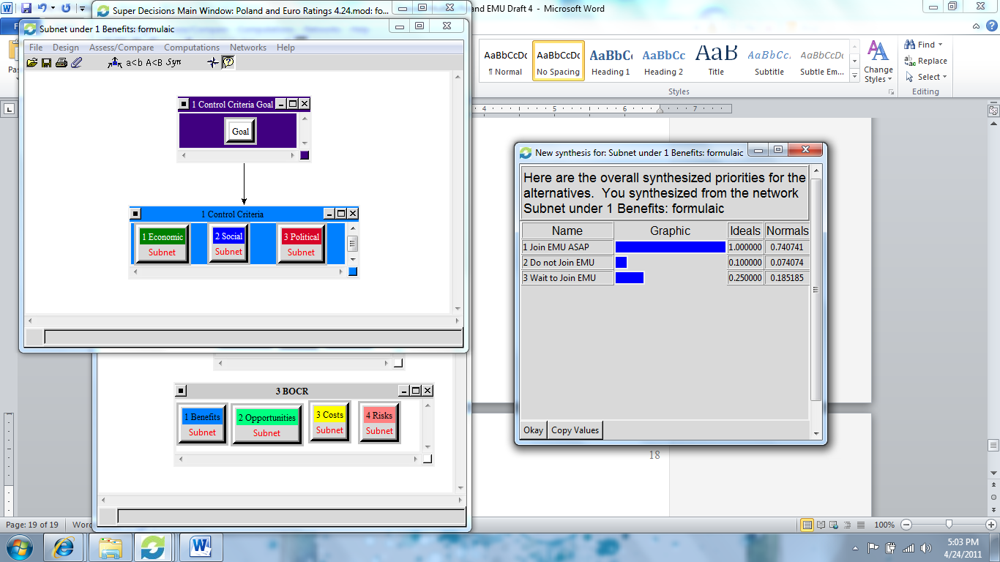 Super Decisions Main Window: Poland and Euro Ratings 4.24.mod: fo...
and EMU Draft 4 - Microsoft Word
Subnet under 1 Benefits: formulaic
File Design Assess/Compare Computations Networks Help
a<b A<B Syn
1 Control Criteria Goal
Goal
1 Control Criteria
1 Economic 2 Social 3 Political
Subnet Subnet Subnet
3 BOCR
1 Benefits 2 Opportunities 3 Costs 4 Risks
Subnet Subnet Subnet Subnet
AaBbCcDc AaBbCcDc AaBbCc AaBbCc AaB AaBbCc. AaBbCcDc
¶ Normal No Spacing Heading 1 Heading 2 Title Subtitle Subtle Em...
Change Styles
Styles
Find
Replace
Select
Editing
4 5 6 7
New synthesis for: Subnet under 1 Benefits: formulaic
Here are the overall synthesized priorities for the
alternatives. You synthesized from the network
Subnet under 1 Benefits: formulaic
Name Graphic Ideals Normals
1 Join EMU ASAP 1.000000 0.740741
2 Do not Join EMU 0.100000 0.074074
3 Wait to Join EMU 0.250000 0.185185
Okay Copy Values
18
Page: 19 of 19 Word
100%
5:03 PM
4/24/2011